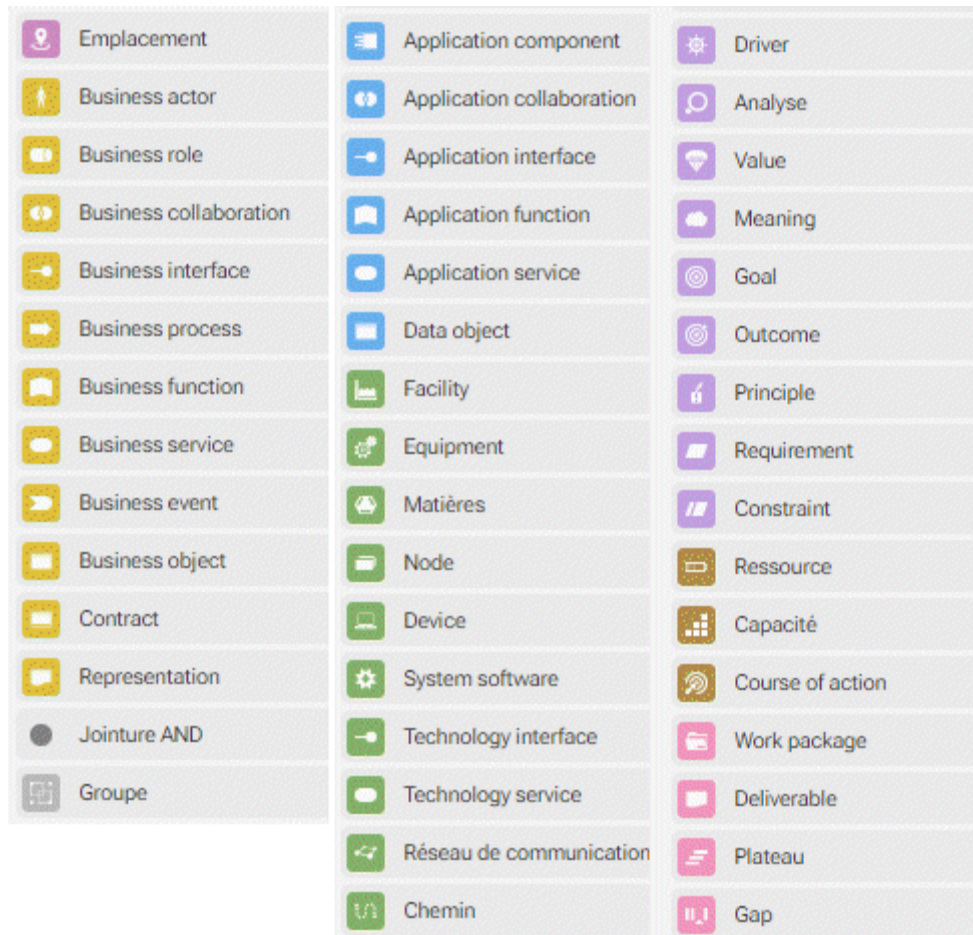 Emplacement
Business actor
Business role
Business collaboration
Business interface
Business process
Business function
Business service
Business event
Business object
Contract
Representation
Jointure AND
Groupe
Application component
Application collaboration
Application interface
Application function
Application service
Data object
Facility
Equipment
Matières
Node
Device
System software
Technology interface
Technology service
Réseau de communication
Chemin
Driver
Analyse
Value
Meaning
Goal
Outcome
Principle
Requirement
Constraint
Ressource
Capacité
Course of action
Work package
Deliverable
Plateau
Gap